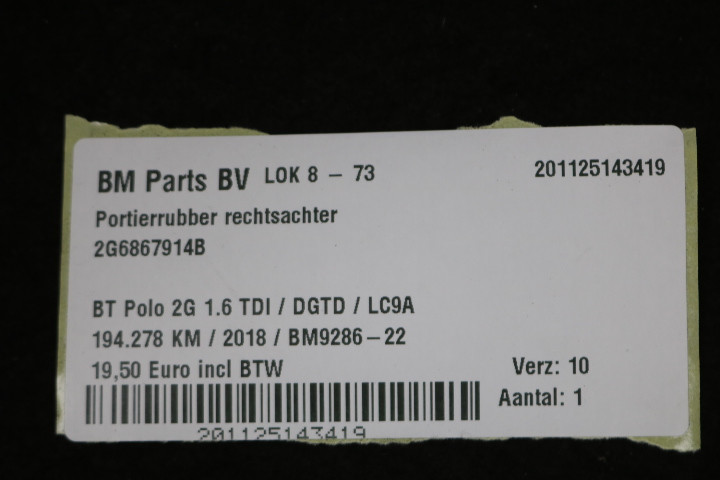 BM Parts BV LOK 8 - 73 201125143419
Portierrubber rechtsachter
2G6867914B
BT Polo 2G 1.6 TDI / DGTD / LC9A
194.278 KM / 2018 / BM9286-22
19,50 Euro incl BTW Verz: 10
Aantal: 1
201125143419